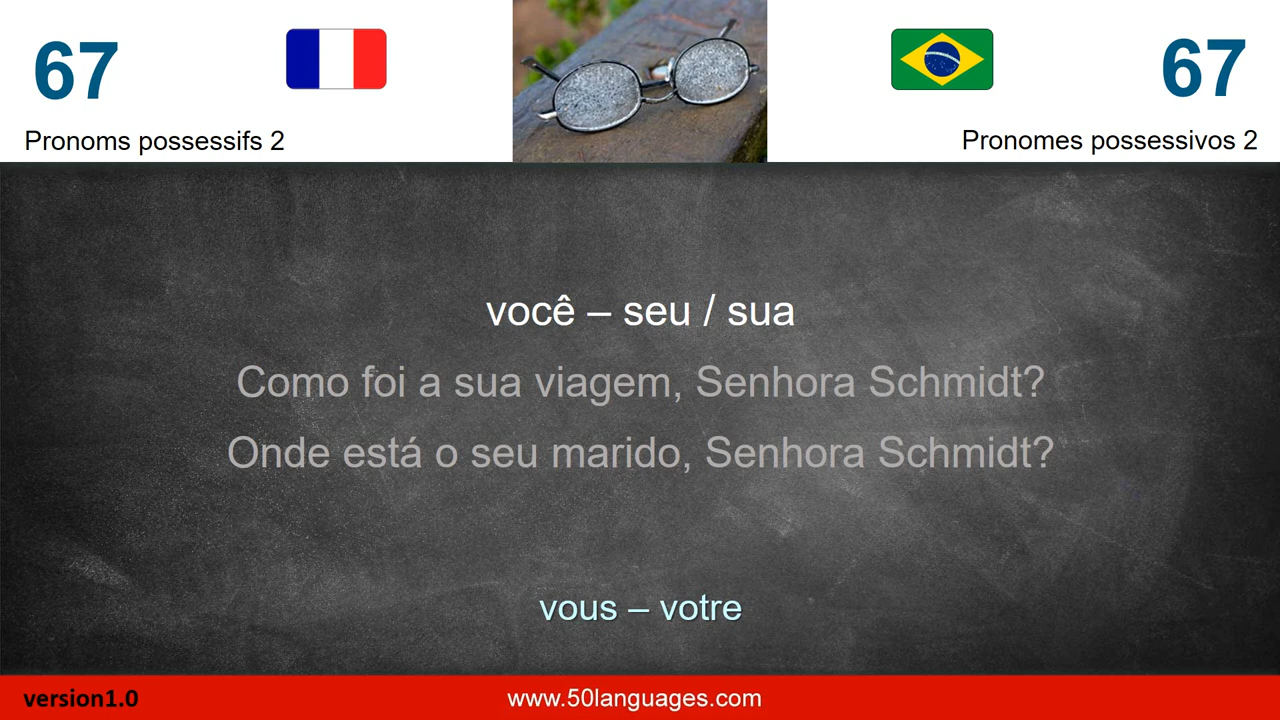 67
67
Pronoms possessifs 2
Pronomes possessivos 2
você – seu / sua
Como foi a sua viagem, Senhora Schmidt?
Onde está o seu marido, Senhora Schmidt?
vous – votre
version1.0
www.50languages.com